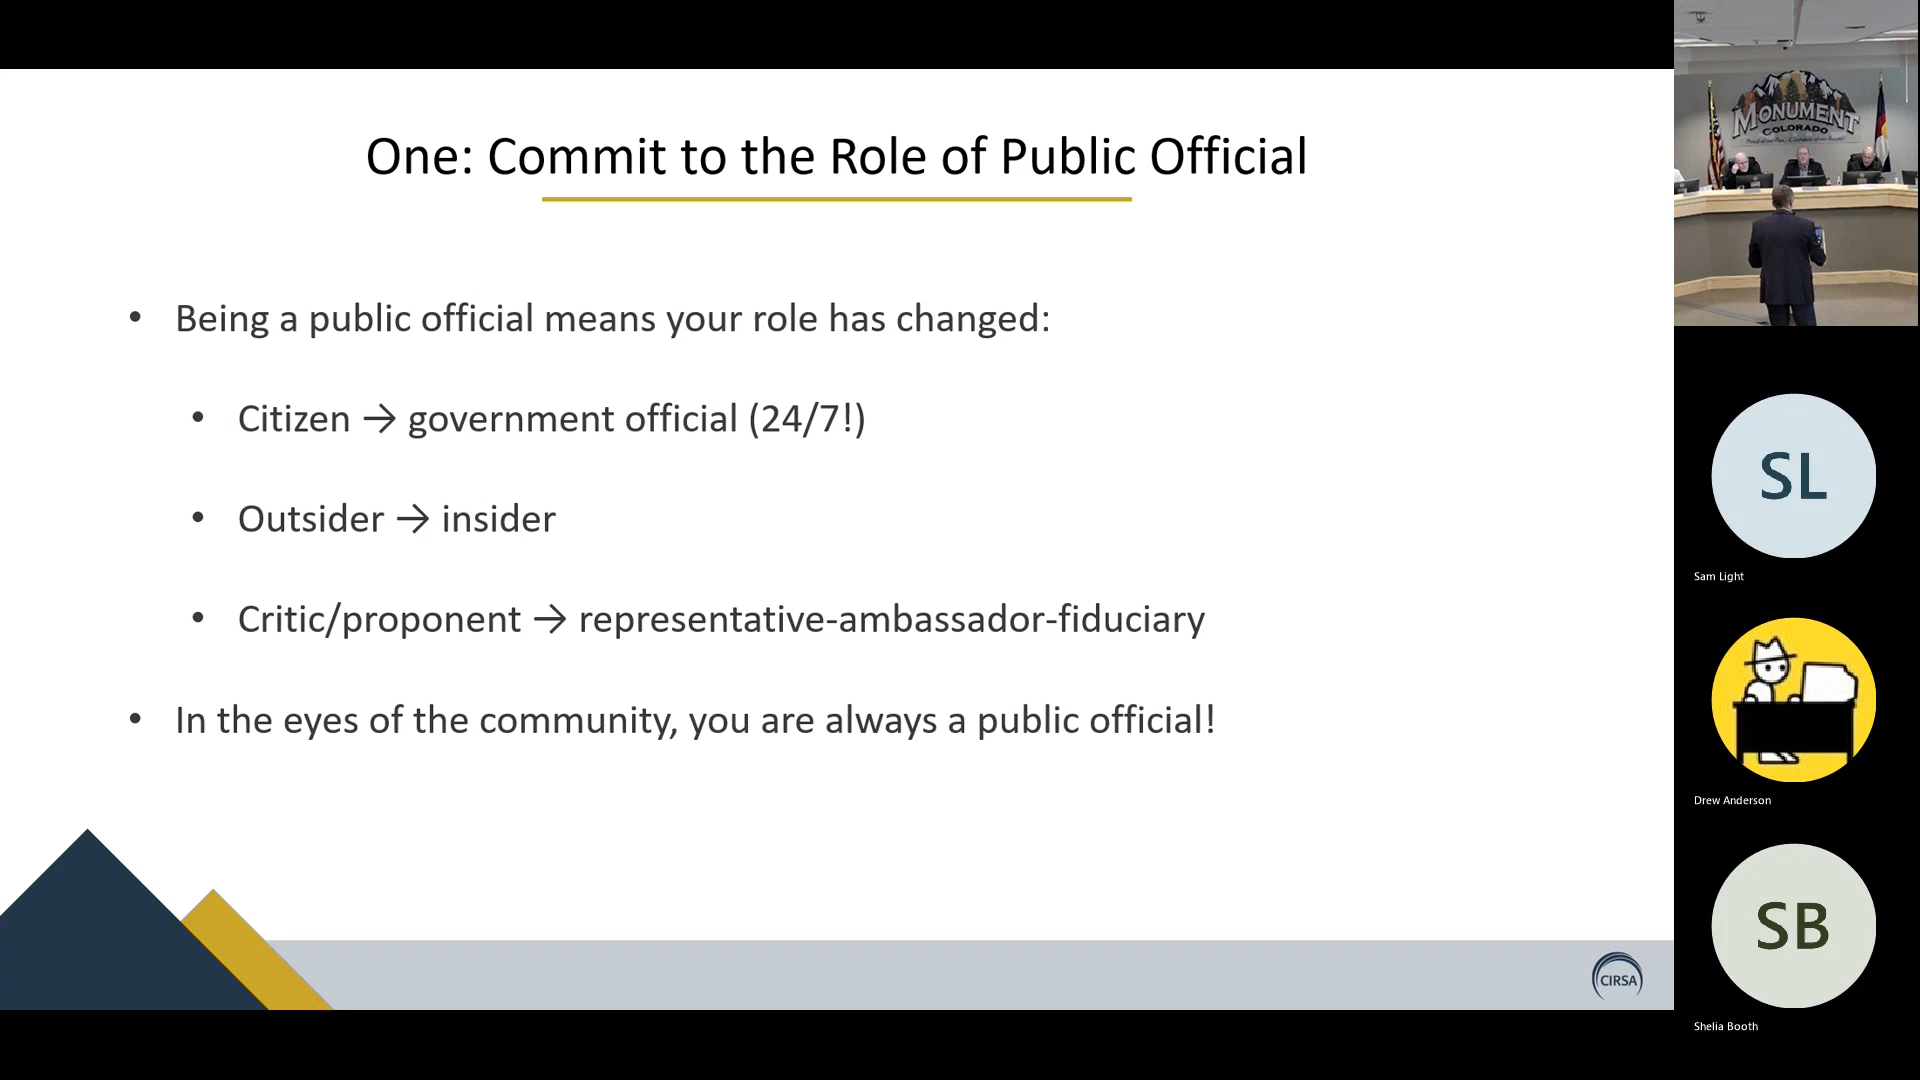 One: Commit to the Role of Public Official
• Being a public official means your role has changed:
• Citizen → government official (24/7!)
• Outsider → insider
• Critic/proponent → representative-ambassador-fiduciary
• In the eyes of the community, you are always a public official!
CIRSA
MONUMENT
COLORADO
SL
Sam Light
Drew Anderson
SB
Shelia Booth